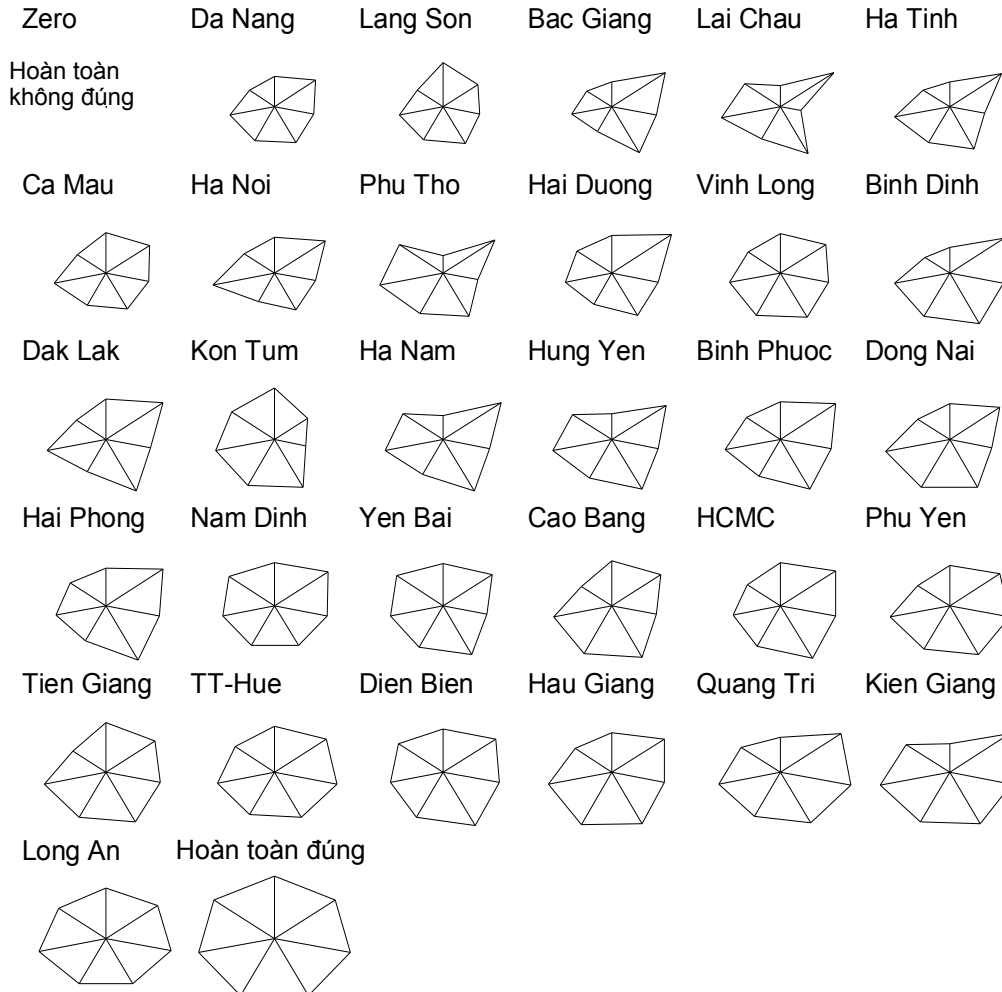 Zero Da Nang Lang Son Bac Giang Lai Chau Ha Tinh
Hoàn toàn
không đúng
Ca Mau Ha Noi Phu Tho Hai Duong Vinh Long Binh Dinh
Dak Lak Kon Tum Ha Nam Hung Yen Binh Phuoc Dong Nai
Hai Phong Nam Dinh Yen Bai Cao Bang HCMC Phu Yen
Tien Giang TT-Hue Dien Bien Hau Giang Quang Tri Kien Giang
Long An Hoàn toàn đúng